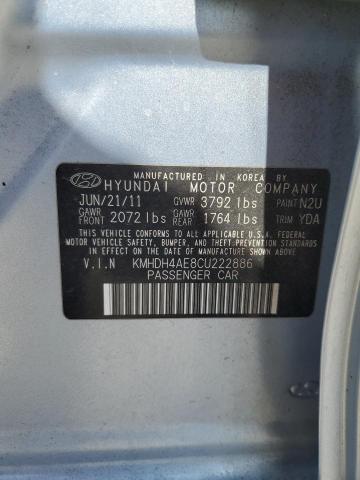 MANUFACTURED IN KOREA BY
HYUNDAI MOTOR COMPANY
JUN/21/11 GVWR 3792 lbs PAINT N2U
GAWR FRONT 2072 lbs GAWR REAR 1764 lbs TRIM YDA
THIS VEHICLE CONFORMS TO ALL APPLICABLE U.S.A. FEDERAL
MOTOR VEHICLE SAFETY, BUMPER, AND THEFT PREVENTION
STANDARDS IN EFFECT ON THE DATE OF MANUFACTURE SHOWN ABOVE.
V.I.N KMHDH4AE8CU222886
PASSENGER CAR